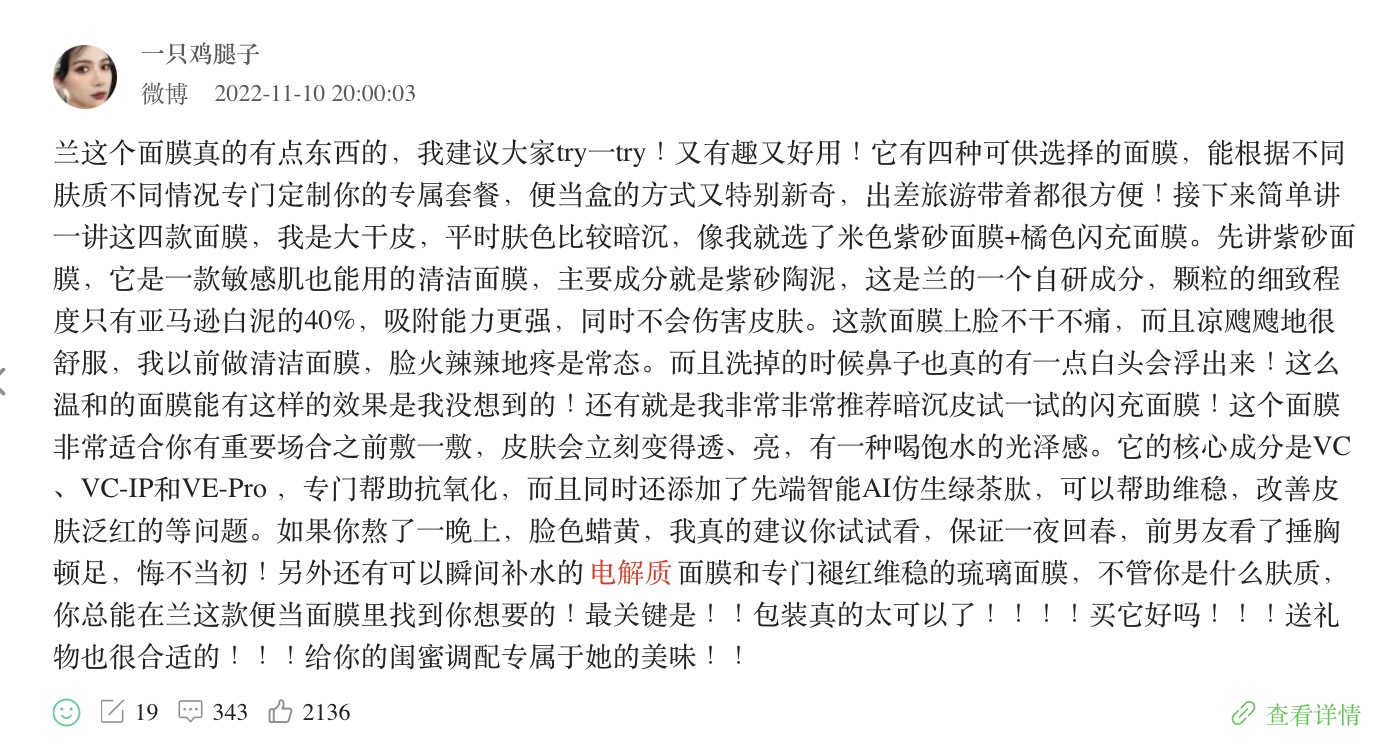 一只鸡腿子
微博 2022-11-10 20:00:03
兰这个面膜真的有点东西的，我建议大家try一try！又有趣又好用！它有四种可供选择的面膜，能根据不同
肤质不同情况专门定制你的专属套餐，便当盒的方式又特别新奇，出差旅游带着都很方便！接下来简单讲
一讲这四款面膜，我是大干皮，平时肤色比较暗沉，像我就选了米色紫砂面膜+橘色闪充面膜。先讲紫砂面
膜，它是一款敏感肌也能用的清洁面膜，主要成分就是紫砂陶泥，这是兰的一个自研成分，颗粒的细致程
度只有亚马逊白泥的40%，吸附能力更强，同时不会伤害皮肤。这款面膜上脸不干不痛，而且凉飕飕地很
舒服，我以前做清洁面膜，脸火辣辣地疼是常态。而且洗掉的时候鼻子也真的有一点白头会浮出来！这么
温和的面膜能有这样的效果是我没想到的！还有就是我非常非常推荐暗沉皮试一试的闪充面膜！这个面膜
非常适合你有重要场合之前敷一敷，皮肤会立刻变得透、亮，有一种喝饱水的光泽感。它的核心成分是VC
、VC-IP和VE-Pro ，专门帮助抗氧化，而且同时还添加了先端智能AI仿生绿茶肽，可以帮助维稳，改善皮
肤泛红的等问题。如果你熬了一晚上，脸色蜡黄，我真的建议你试试看，保证一夜回春，前男友看了捶胸
顿足，悔不当初！另外还有可以瞬间补水的 电解质 面膜和专门褪红维稳的琉璃面膜，不管你是什么肤质，
你总能在兰这款便当面膜里找到你想要的！最关键是！！包装真的太可以了！！！！买它好吗！！！送礼
物也很合适的！！！给你的闺蜜调配专属于她的美味！！
19 343 2136 查看详情